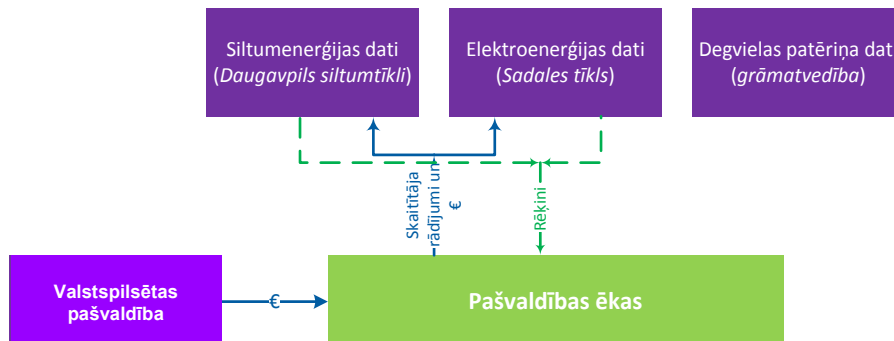 Siltumenerģijas dati
(Daugavpils siltumtīkli)
Elektroenerģijas dati
(Sadales tīkls)
Degvielas patēriņa dat
(grāmatvedība)
Skaitītāja
rādījumi un
€
Rēķini
Valstspilsētas
pašvaldība
€
Pašvaldības ēkas